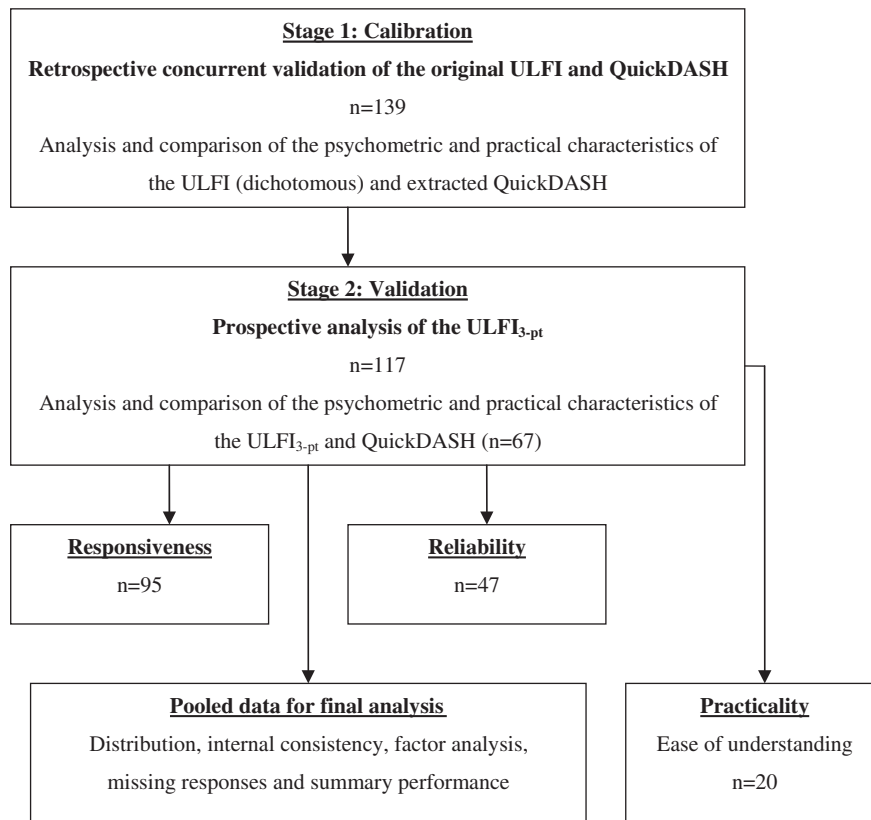 Stage 1: Calibration
Retrospective concurrent validation of the original ULFI and QuickDASH
n=139
Analysis and comparison of the psychometric and practical characteristics of
the ULFI (dichotomous) and extracted QuickDASH
Stage 2: Validation
Prospective analysis of the ULFI3-pt
n=117
Analysis and comparison of the psychometric and practical characteristics of
the ULFI3-pt and QuickDASH (n=67)
Responsiveness
n=95
Reliability
n=47
Pooled data for final analysis
Distribution, internal consistency, factor analysis,
missing responses and summary performance
Practicality
Ease of understanding
n=20